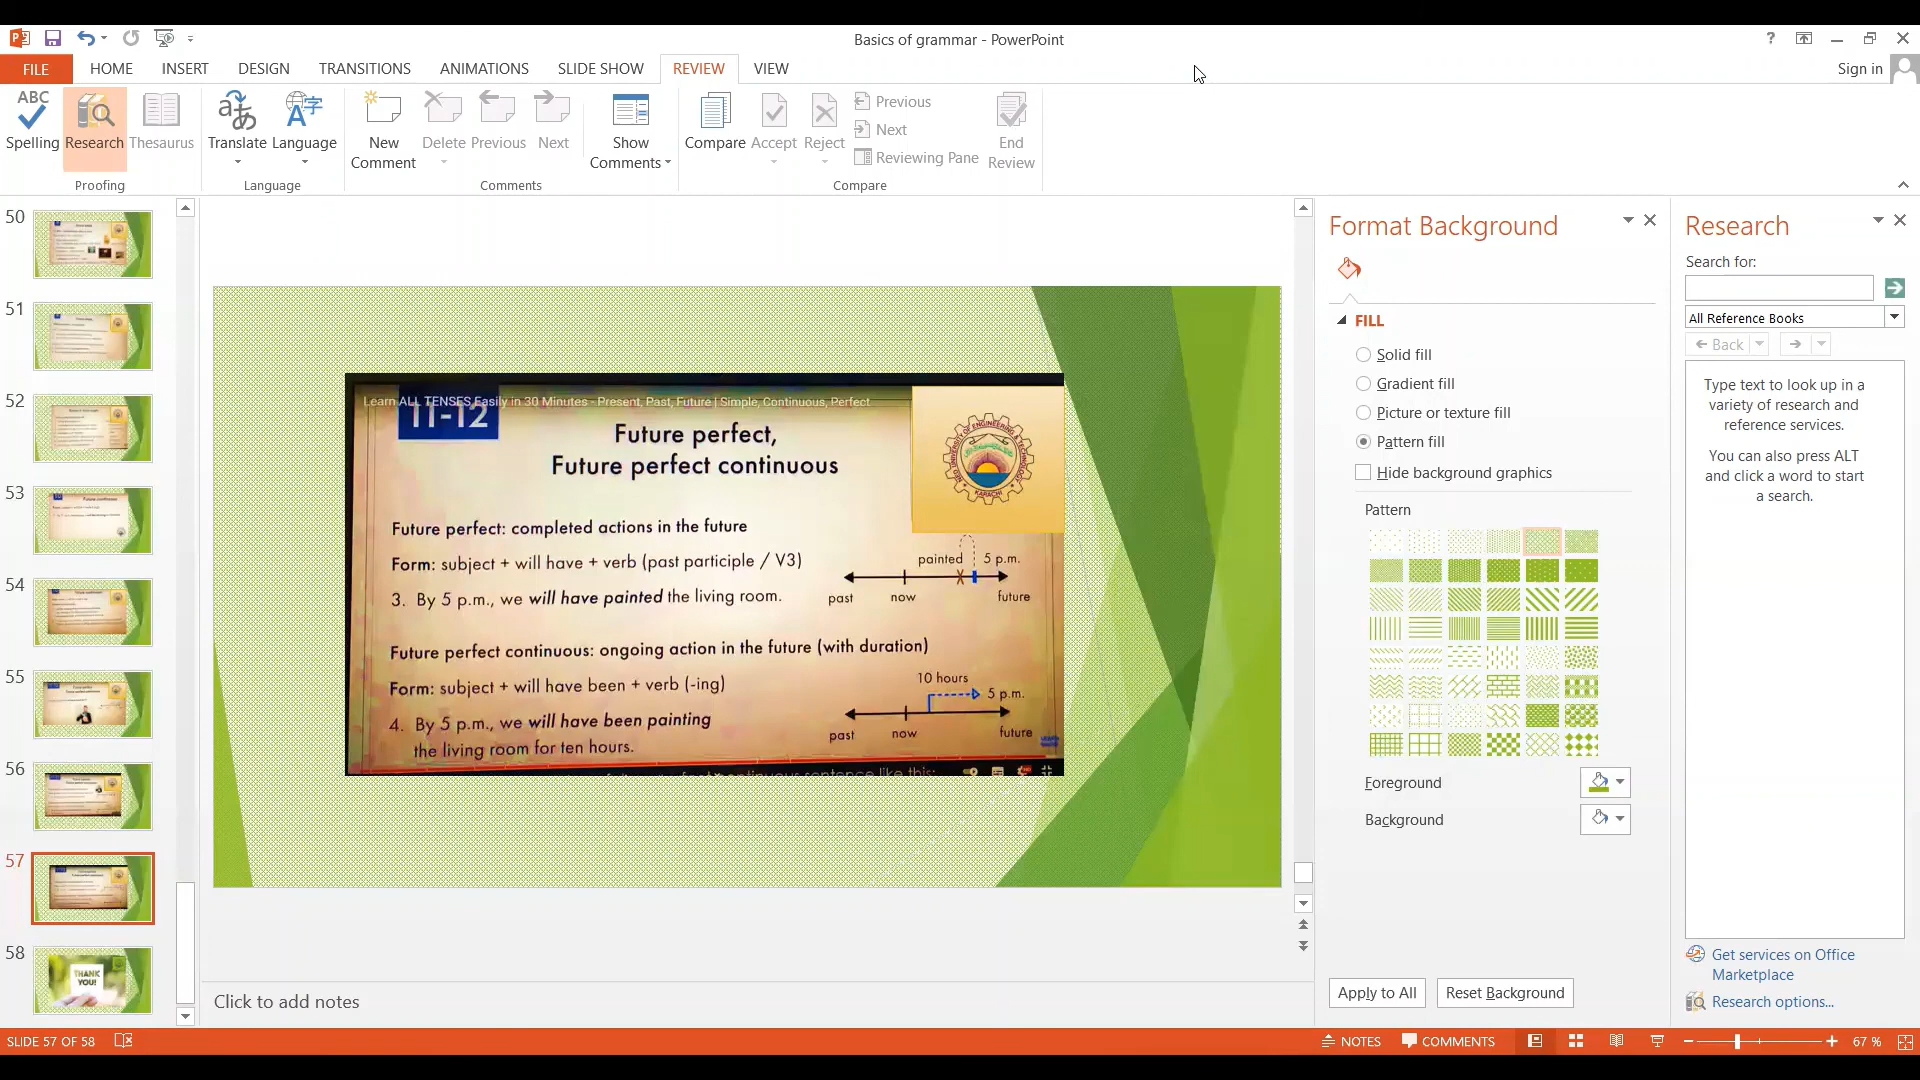 Basics of grammar - PowerPoint
?
FILE
HOME
INSERT
DESIGN
TRANSITIONS
ANIMATIONS
SLIDE SHOW
REVIEW
VIEW
Sign in
ABC
Spelling
Research
Thesaurus
Translate
Language
New
Comment
Delete
Previous
Next
Show
Comments
Compare
Accept
Reject
Previous
Next
Reviewing Pane
End
Review
Proofing
Language
Comments
Compare
50
51
52
53
54
55
56
57
58
THANK
YOU!
Learn ALL TENSES Easily in 30 Minutes - Present, Past, Future | Simple, Continuous, Perfect
11-12
Future perfect,
Future perfect continuous
NED UNIVERSITY OF ENGINEERING & TECHNOLOGY
KARACHI
Future perfect: completed actions in the future
Form: subject + will have + verb (past participle / V3)
3. By 5 p.m., we will have painted the living room.
painted 5 p.m.
past now future
Future perfect continuous: ongoing action in the future (with duration)
Form: subject + will have been + verb (-ing)
4. By 5 p.m., we will have been painting
the living room for ten hours.
10 hours
5 p.m.
past now future
Click to add notes
Format Background
FILL
Solid fill
Gradient fill
Picture or texture fill
Pattern fill
Hide background graphics
Pattern
Foreground
Background
Apply to All
Reset Background
Research
Search for:
All Reference Books
Back
Type text to look up in a
variety of research and
reference services.
You can also press ALT
and click a word to start
a search.
Get services on Office
Marketplace
Research options...
SLIDE 57 OF 58
NOTES
COMMENTS
67 %